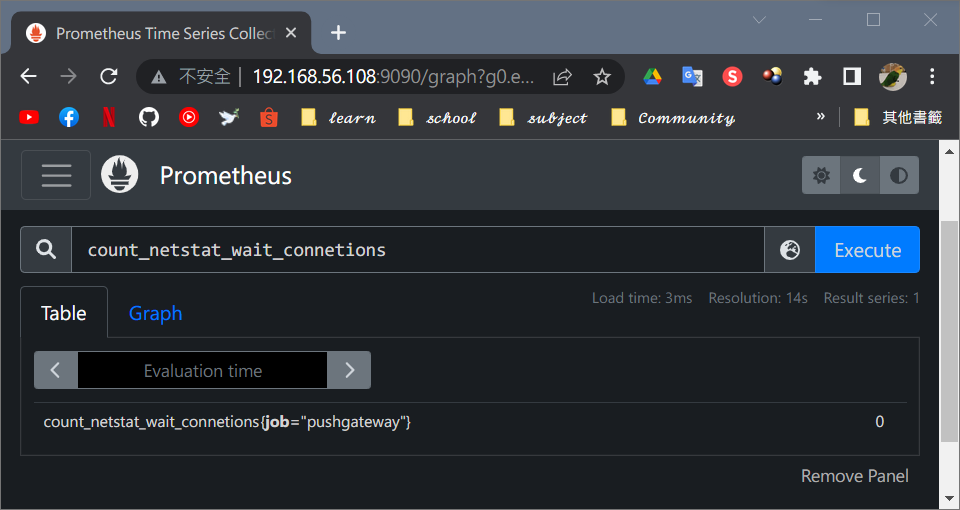 Prometheus Time Series Collec
不安全 192.168.56.108:9090/graph?g0.e...
learn school subject Community » 其他書籤
Prometheus
count_netstat_wait_connetions Execute
Load time: 3ms Resolution: 14s Result series: 1
Table Graph
Evaluation time
count_netstat_wait_connetions{job="pushgateway"} 0
Remove Panel